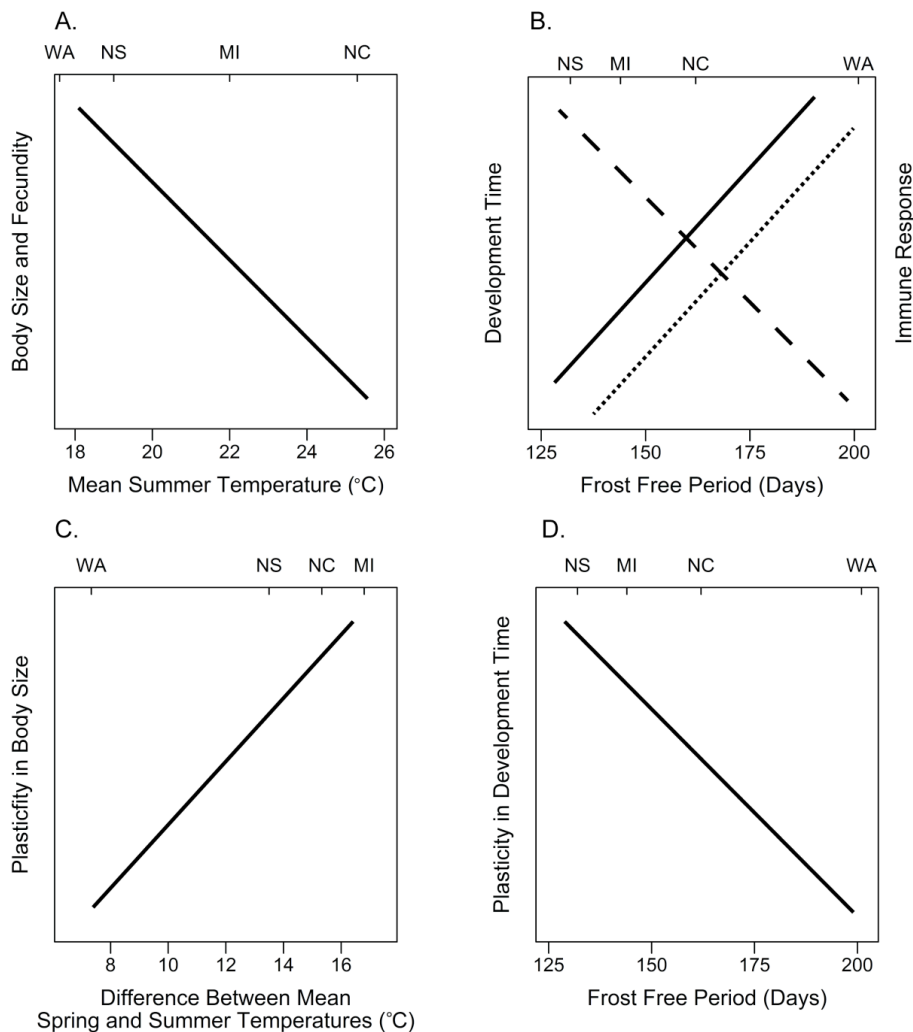 A.
WA NS MI NC
Body Size and Fecundity
18 20 22 24 26
Mean Summer Temperature (°C)
B.
NS MI NC WA
Development Time
Immune Response
125 150 175 200
Frost Free Period (Days)
C.
WA NS NC MI
Plasticfity in Body Size
8 10 12 14 16
Difference Between Mean
Spring and Summer Temperatures (°C)
D.
NS MI NC WA
Plasticity in Development Time
125 150 175 200
Frost Free Period (Days)